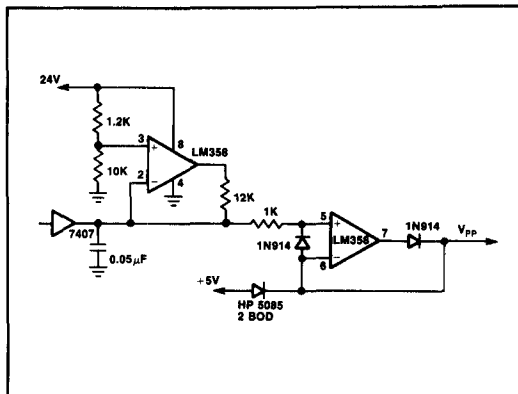 24V
1.2K
3
+
8
LM358
10K
2
−
4
12K
7407
0.05µF
1K
5
+
1N914
LM358
7
1N914
VPP
6
−
+5V
HP 5085
2 BOD